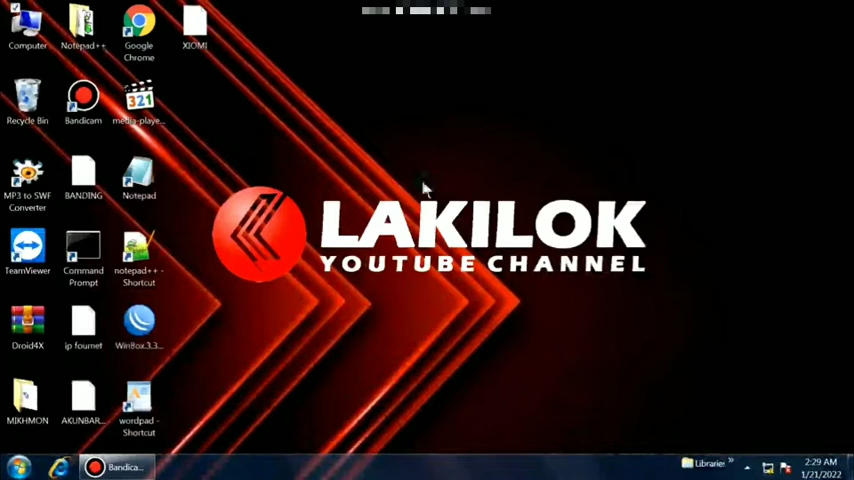 Computer
Notepad++
Google
Chrome
XIOMI
Recycle Bin
Bandicam
321
media-playe...
MP3 to SWF
Converter
BANDING
Notepad
TeamViewer
Command
Prompt
notepad++ -
Shortcut
Droid4X
ip fournet
WinBox.3.3...
MIKHMON
AKUNBAR...
wordpad -
Shortcut
LAKILOK
YOUTUBE CHANNEL
Bandica...
Libraries
2:29 AM
1/21/2022